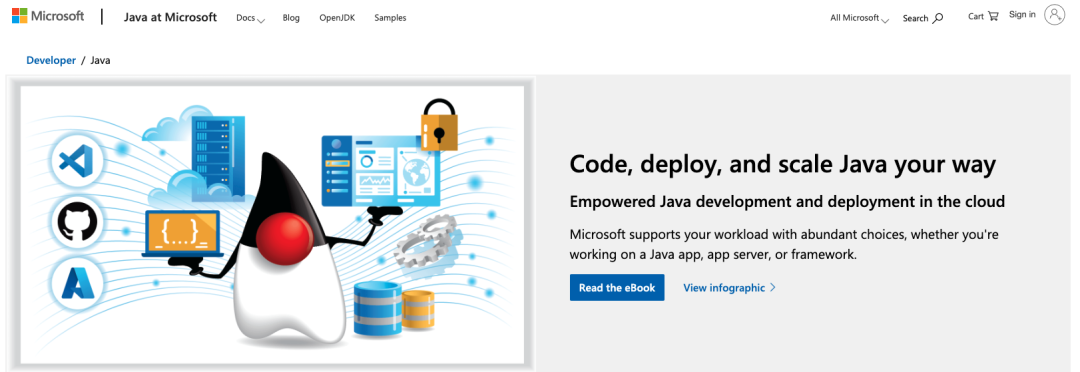 Microsoft Java at Microsoft Docs Blog OpenJDK Samples All Microsoft Search Cart Sign in
Developer / Java
{...}
Code, deploy, and scale Java your way
Empowered Java development and deployment in the cloud
Microsoft supports your workload with abundant choices, whether you're
working on a Java app, app server, or framework.
Read the eBook View infographic